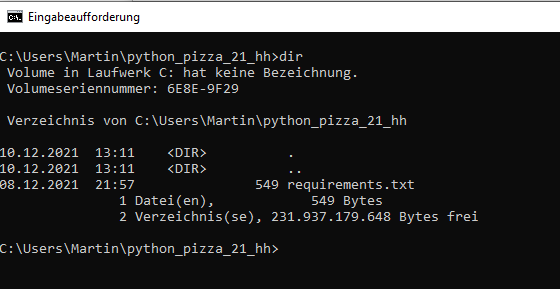 Eingabeaufforderung
C:\Users\Martin\python_pizza_21_hh>dir
Volume in Laufwerk C: hat keine Bezeichnung.
Volumeseriennummer: 6E8E-9F29
Verzeichnis von C:\Users\Martin\python_pizza_21_hh
10.12.2021  13:11    <DIR>          .
10.12.2021  13:11    <DIR>          ..
08.12.2021  21:57               549 requirements.txt
1 Datei(en),            549 Bytes
2 Verzeichnis(se), 231.937.179.648 Bytes frei
C:\Users\Martin\python_pizza_21_hh>